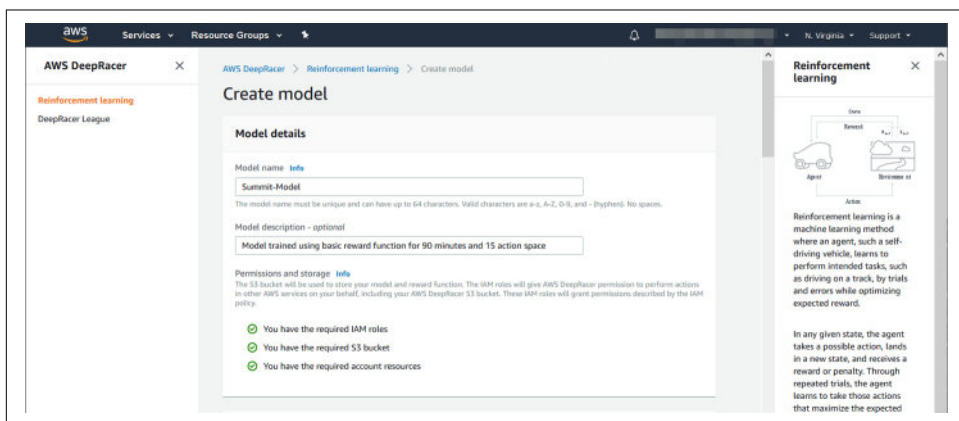 aws Services Resource Groups N. Virginia Support
AWS DeepRacer
Reinforcement learning
DeepRacer League
AWS DeepRacer > Reinforcement learning > Create model
Create model
Model details
Model name Info
Summit-Model
The model name must be unique and can have up to 64 characters. Valid characters are a-z, A-Z, 0-9, and - (hyphen). No spaces.
Model description - optional
Model trained using basic reward function for 90 minutes and 15 action space
Permissions and storage Info
The S3 bucket will be used to store your model and reward function. The IAM roles will give AWS DeepRacer permission to perform actions
in other AWS services on your behalf, including your AWS DeepRacer S3 bucket. These IAM roles will grant permissions described by the IAM
policy.
You have the required IAM roles
You have the required S3 bucket
You have the required account resources
Reinforcement
learning
State
Reward
Agent
Environment
Action
Reinforcement learning is a
machine learning method
where an agent, such a self-
driving vehicle, learns to
perform intended tasks, such
as driving on a track, by trials
and errors while optimizing
expected reward.
In any given state, the agent
takes a possible action, lands
in a new state, and receives a
reward or penalty. Through
repeated trials, the agent
learns to take those actions
that maximize the expected